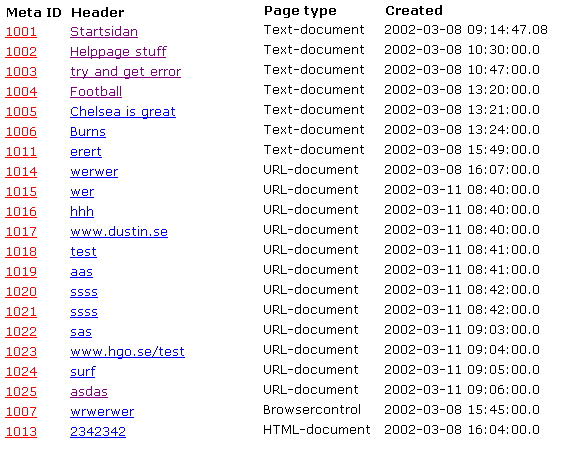 Meta ID Header Page type Created
1001 Startsidan Text-document 2002-03-08 09:14:47.08
1002 Helppage stuff Text-document 2002-03-08 10:30:00.0
1003 try and get error Text-document 2002-03-08 10:47:00.0
1004 Football Text-document 2002-03-08 13:20:00.0
1005 Chelsea is great Text-document 2002-03-08 13:21:00.0
1006 Burns Text-document 2002-03-08 13:24:00.0
1011 erert Text-document 2002-03-08 15:49:00.0
1014 werwer URL-document 2002-03-08 16:07:00.0
1015 wer URL-document 2002-03-11 08:40:00.0
1016 hhh URL-document 2002-03-11 08:40:00.0
1017 www.dustin.se URL-document 2002-03-11 08:40:00.0
1018 test URL-document 2002-03-11 08:41:00.0
1019 aas URL-document 2002-03-11 08:41:00.0
1020 ssss URL-document 2002-03-11 08:42:00.0
1021 ssss URL-document 2002-03-11 08:42:00.0
1022 sas URL-document 2002-03-11 09:03:00.0
1023 www.hgo.se/test URL-document 2002-03-11 09:04:00.0
1024 surf URL-document 2002-03-11 09:05:00.0
1025 asdas URL-document 2002-03-11 09:06:00.0
1007 wrwerwer Browsercontrol 2002-03-08 15:45:00.0
1013 2342342 HTML-document 2002-03-08 16:04:00.0